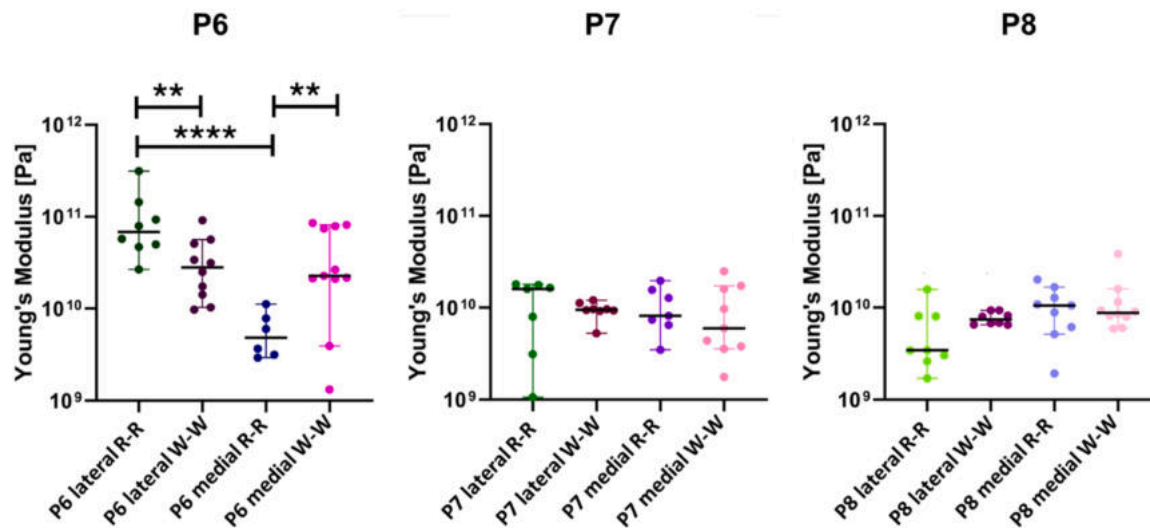 P6
P7
P8
** **
****
Young's Modulus [Pa]
10¹²
10¹¹
10¹⁰
10⁹
P6 lateral R-R
P6 lateral W-W
P6 medial R-R
P6 medial W-W
Young's Modulus [Pa]
10¹²
10¹¹
10¹⁰
10⁹
P7 lateral R-R
P7 lateral W-W
P7 medial R-R
P7 medial W-W
Young's Modulus [Pa]
10¹²
10¹¹
10¹⁰
10⁹
P8 lateral R-R
P8 lateral W-W
P8 medial R-R
P8 medial W-W